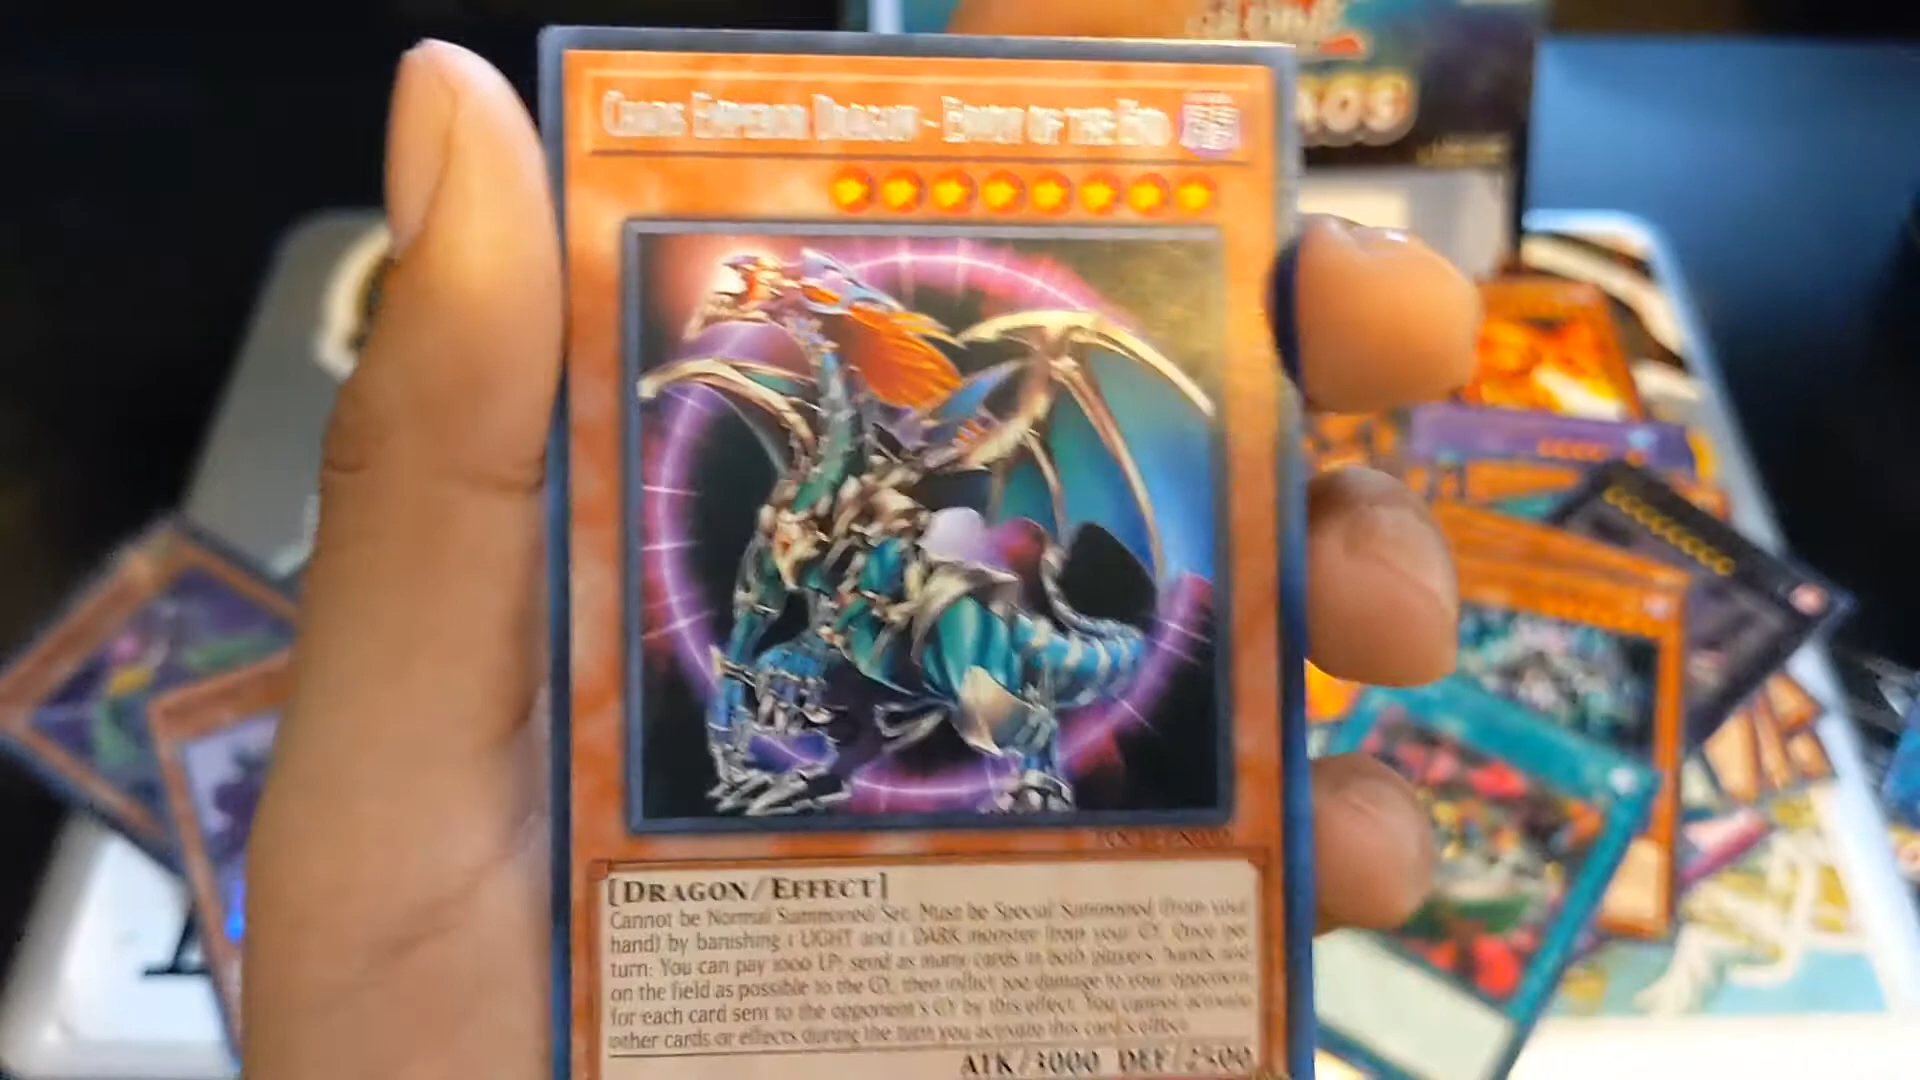 Chaos Emperor Dragon - Envoy of the End
AOS
[Dragon/Effect]
Cannot be Normal Summoned/Set. Must be Special Summoned (from your
hand) by banishing 1 LIGHT and 1 DARK monster from your GY. Once per
turn: You can pay 1000 LP; send as many cards in both players' hands and
on the field as possible to the GY, then inflict 300 damage to your opponent
for each card sent to the opponent's GY by this effect. You cannot activate
other cards or effects during the turn you activate this card's effect.
ATK/3000 DEF/2500